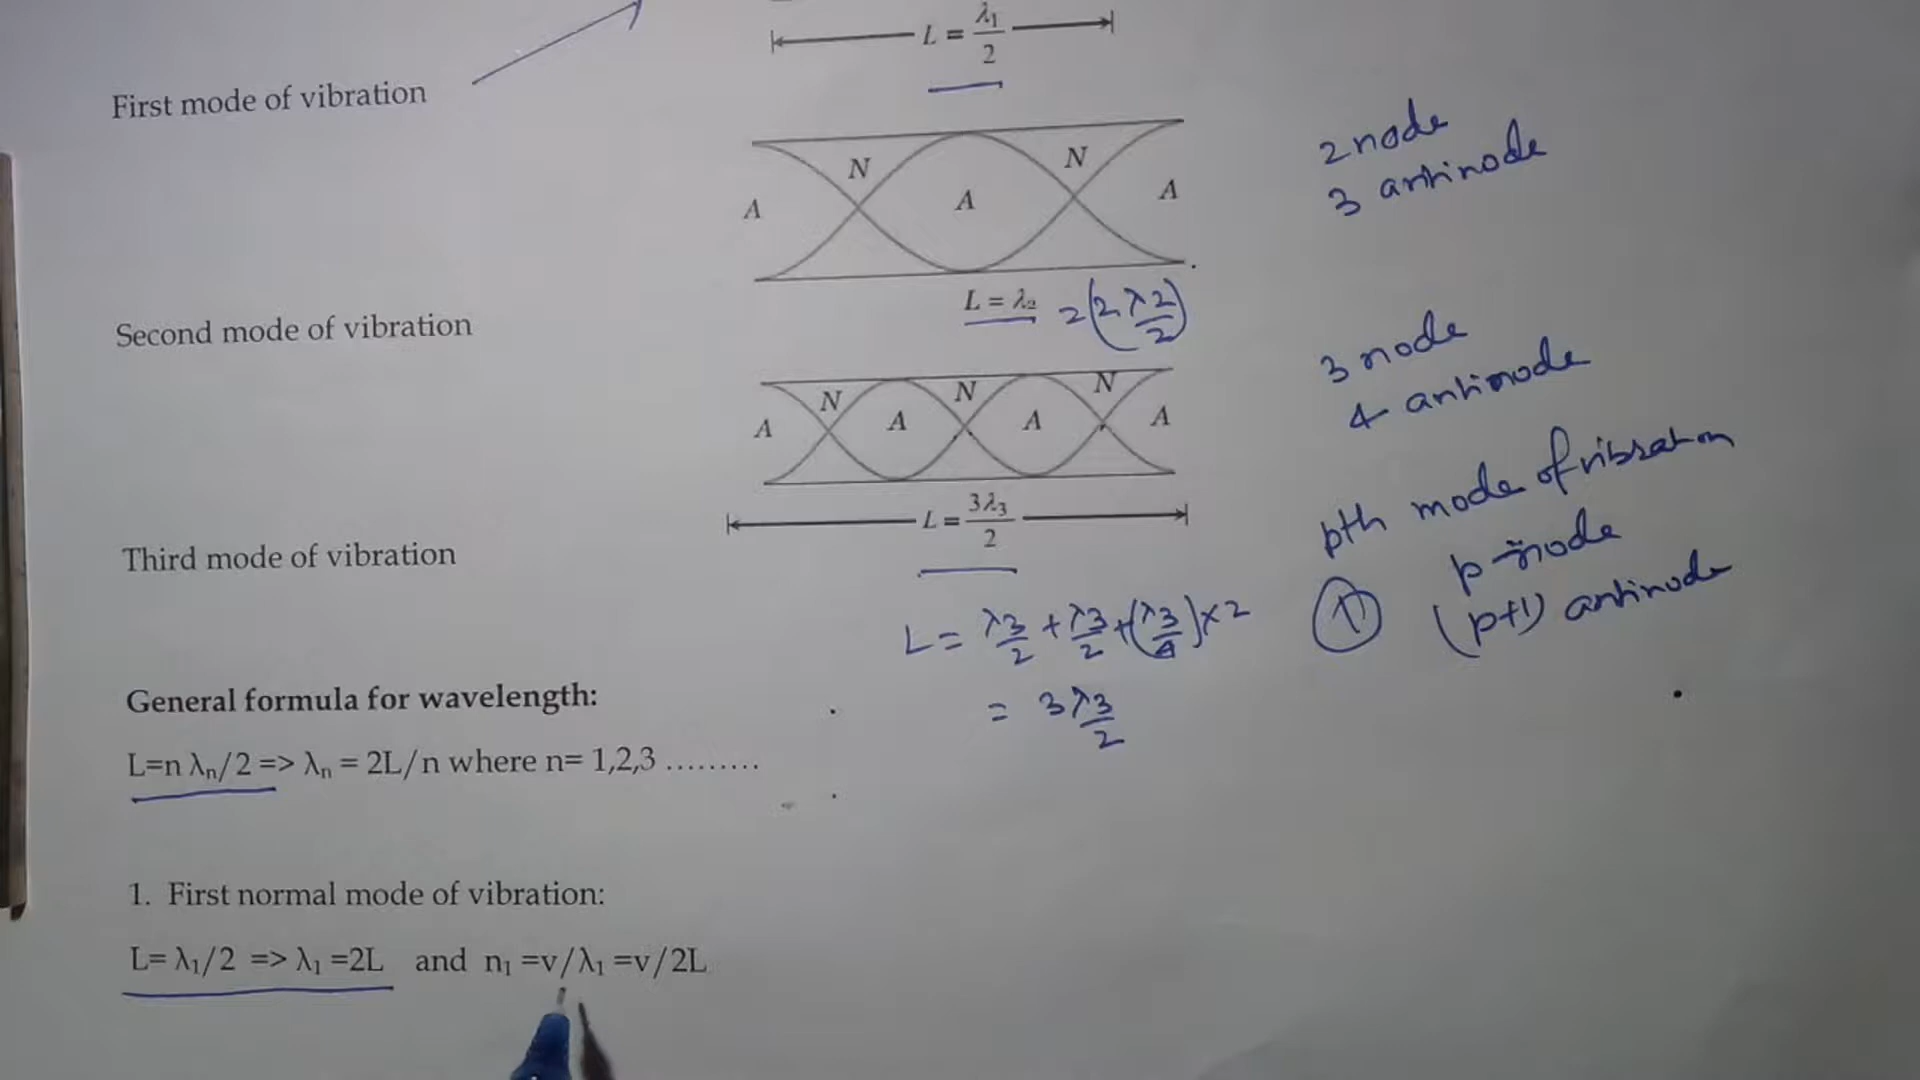 L = λ₁/2
First mode of vibration
2 node
3 antinode
N N
A A A
L = λ₂ = (2 λ2/2)
Second mode of vibration
3 node
4 antinode
N N N
A A A A
L = 3λ₃/2
Third mode of vibration
pth mode of vibration
p-node
(p+1) antinode
L = λ3/2 + λ3/2 + (λ3/4) x 2
= 3λ3/2
General formula for wavelength:
L=n λₙ/2 => λₙ = 2L/n where n= 1,2,3 .........
1. First normal mode of vibration:
L= λ₁/2 => λ₁ =2L and n₁ =v/λ₁ =v/2L